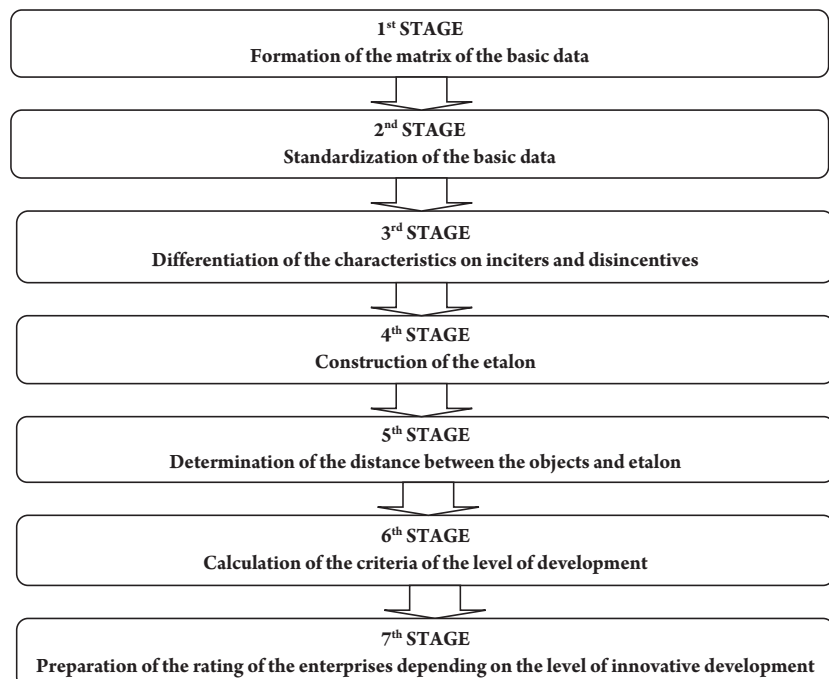 1st STAGE
Formation of the matrix of the basic data
2nd STAGE
Standardization of the basic data
3rd STAGE
Differentiation of the characteristics on inciters and disincentives
4th STAGE
Construction of the etalon
5th STAGE
Determination of the distance between the objects and etalon
6th STAGE
Calculation of the criteria of the level of development
7th STAGE
Preparation of the rating of the enterprises depending on the level of innovative development